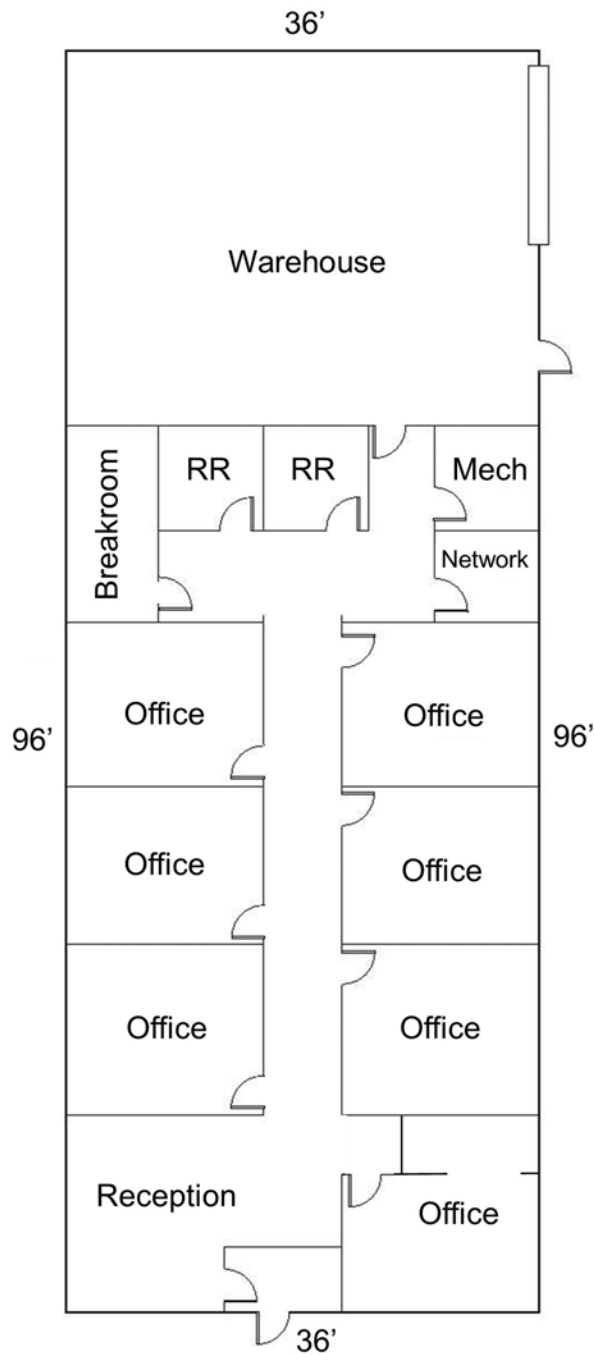 36’
Warehouse
RR
RR
Mech
Breakroom
Network
Office
Office
96’
96’
Office
Office
Office
Office
Reception
Office
36’